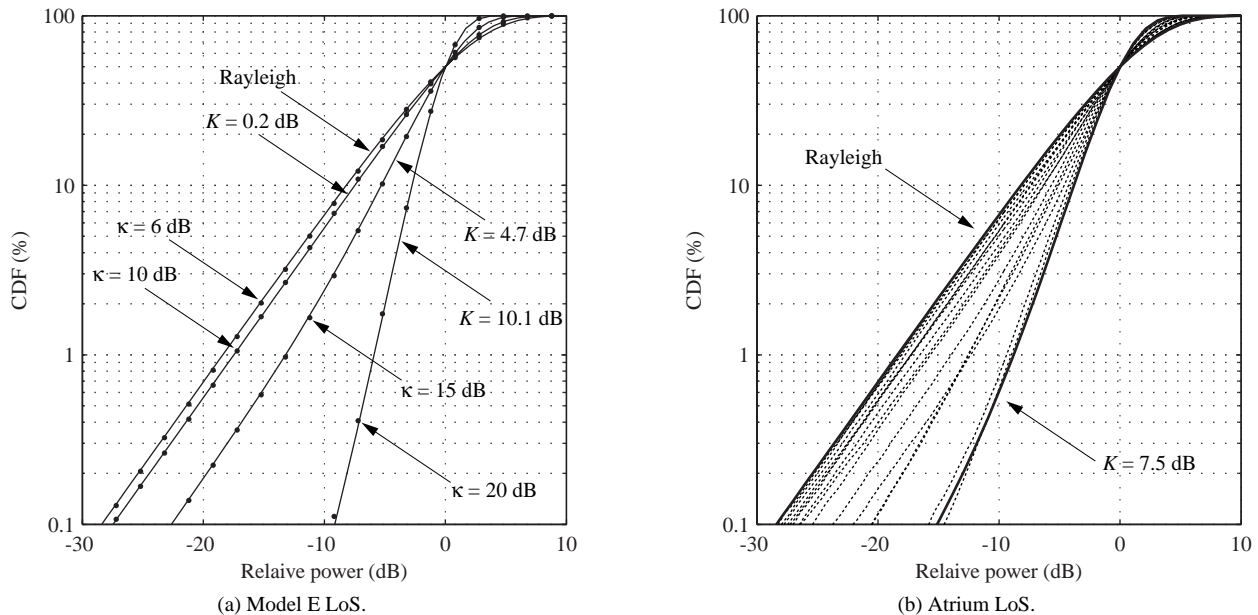 100
10
1
0.1
CDF (%)
Rayleigh
K = 0.2 dB
κ = 6 dB
κ = 10 dB
K = 4.7 dB
K = 10.1 dB
κ = 15 dB
κ = 20 dB
-30 -20 -10 0 10
Relaive power (dB)
(a) Model E LoS.
100
10
1
0.1
CDF (%)
Rayleigh
K = 7.5 dB
-30 -20 -10 0 10
Relaive power (dB)
(b) Atrium LoS.